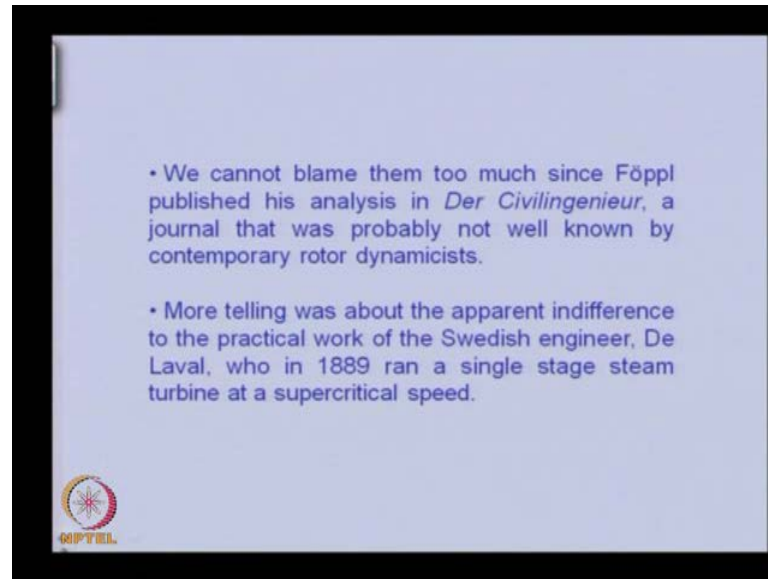 • We cannot blame them too much since Föppl
published his analysis in Der Civilingenieur, a
journal that was probably not well known by
contemporary rotor dynamicists.
• More telling was about the apparent indifference
to the practical work of the Swedish engineer, De
Laval, who in 1889 ran a single stage steam
turbine at a supercritical speed.
NPTEL